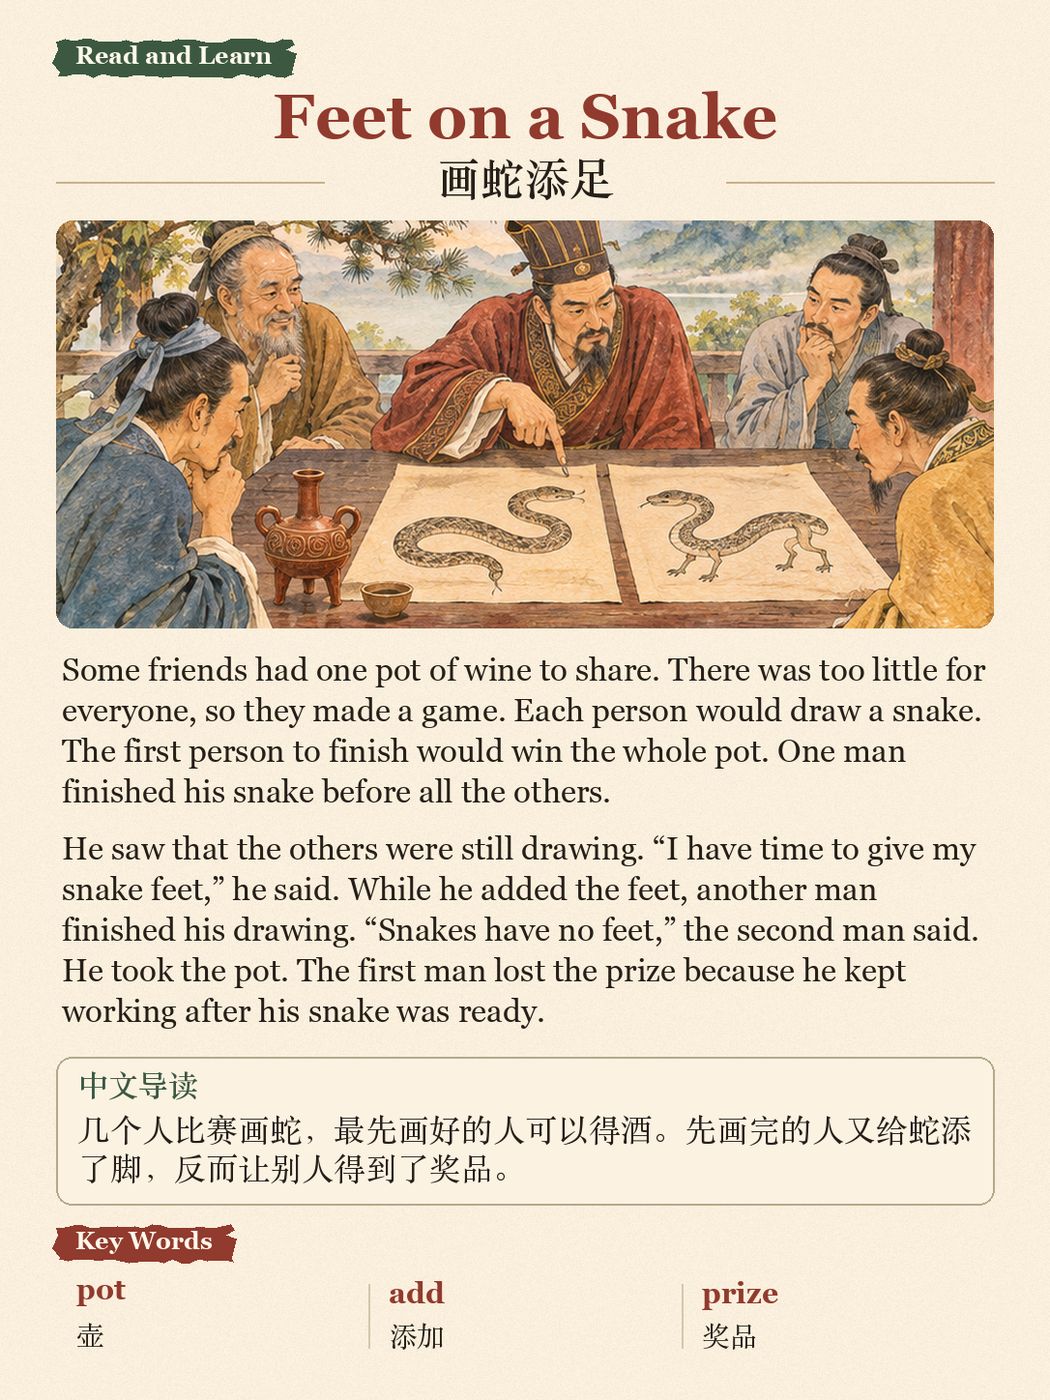 Read and Learn
Feet on a Snake
画蛇添足
Some friends had one pot of wine to share. There was too little for
everyone, so they made a game. Each person would draw a snake.
The first person to finish would win the whole pot. One man
finished his snake before all the others.
He saw that the others were still drawing. “I have time to give my
snake feet,” he said. While he added the feet, another man
finished his drawing. “Snakes have no feet,” the second man said.
He took the pot. The first man lost the prize because he kept
working after his snake was ready.
中文导读
几个人比赛画蛇，最先画好的人可以得酒。先画完的人又给蛇添
了脚，反而让别人得到了奖品。
Key Words
pot
壶
add
添加
prize
奖品